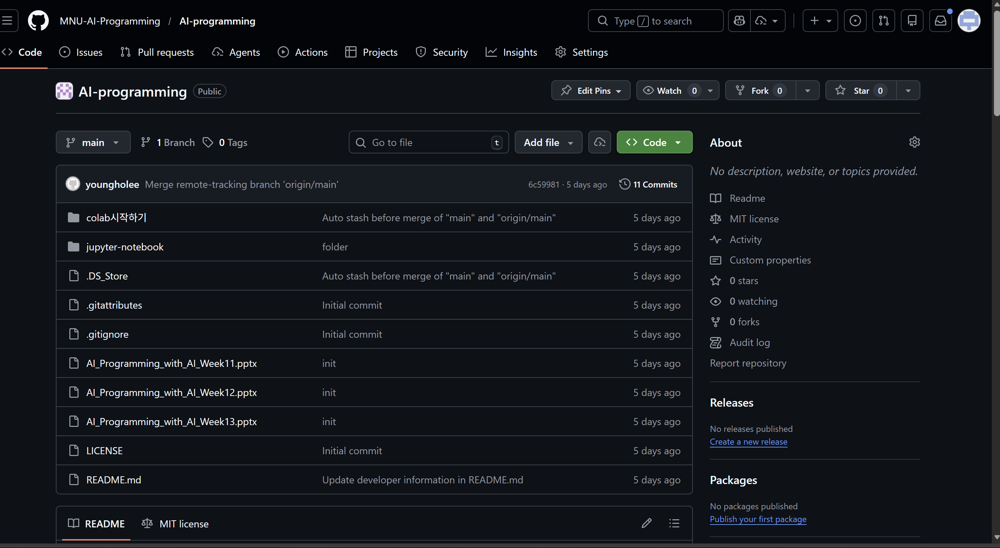 MNU-AI-Programming / AI-programming
Type / to search
Code Issues Pull requests Agents Actions Projects Security Insights Settings
AI-programming Public
Edit Pins Watch 0 Fork 0 Star 0
main 1 Branch 0 Tags Go to file t Add file Code
youngholee Merge remote-tracking branch 'origin/main' 6c59981 · 5 days ago 11 Commits
colab시작하기 Auto stash before merge of "main" and "origin/main" 5 days ago
jupyter-notebook folder 5 days ago
.DS_Store Auto stash before merge of "main" and "origin/main" 5 days ago
.gitattributes Initial commit 5 days ago
.gitignore Initial commit 5 days ago
AI_Programming_with_AI_Week11.pptx init 5 days ago
AI_Programming_with_AI_Week12.pptx init 5 days ago
AI_Programming_with_AI_Week13.pptx init 5 days ago
LICENSE Initial commit 5 days ago
README.md Update developer information in README.md 5 days ago
README MIT license
About
No description, website, or topics provided.
Readme
MIT license
Activity
Custom properties
0 stars
0 watching
0 forks
Audit log
Report repository
Releases
No releases published
Create a new release
Packages
No packages published
Publish your first package